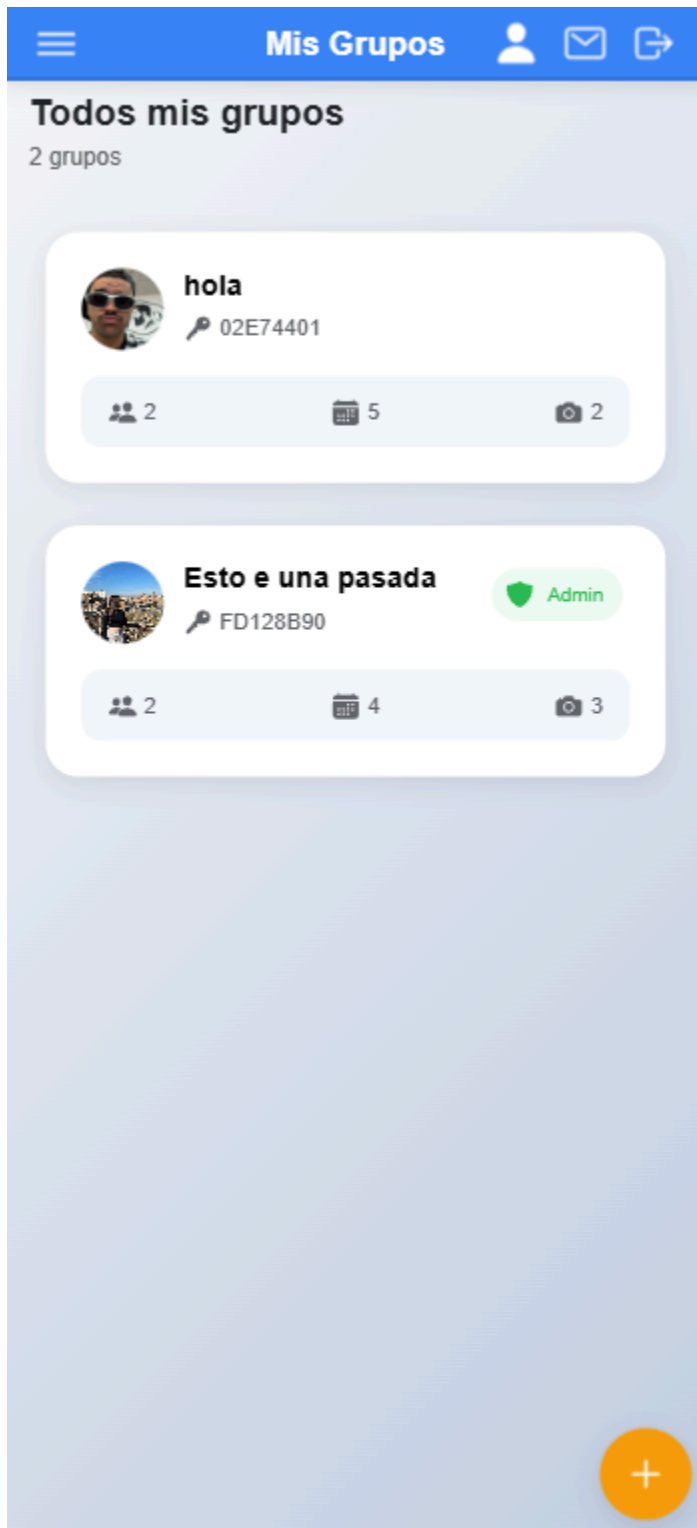 Mis Grupos
Todos mis grupos
2 grupos
hola
02E74401
2 5 2
Esto e una pasada
Admin
FD128B90
2 4 3